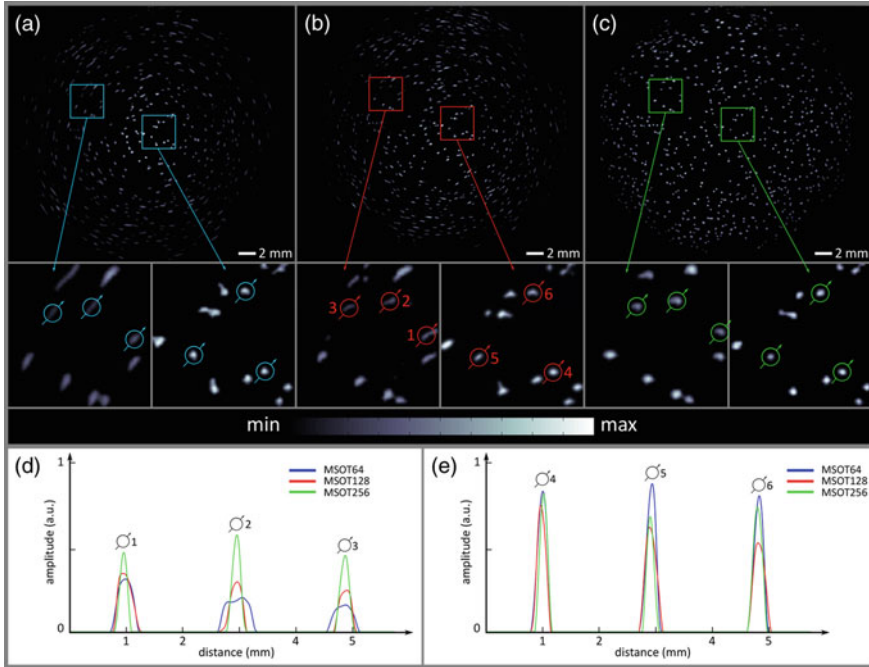 (a)
(b)
(c)
2 mm
2 mm
2 mm
3
2
1
6
5
4
min
max
(d)
1
MSOT64
MSOT128
MSOT256
1
2
3
amplitude (a.u.)
0
1
2
4
5
distance (mm)
(e)
1
MSOT64
MSOT128
MSOT256
4
5
6
amplitude (a.u.)
0
1
2
4
5
distance (mm)